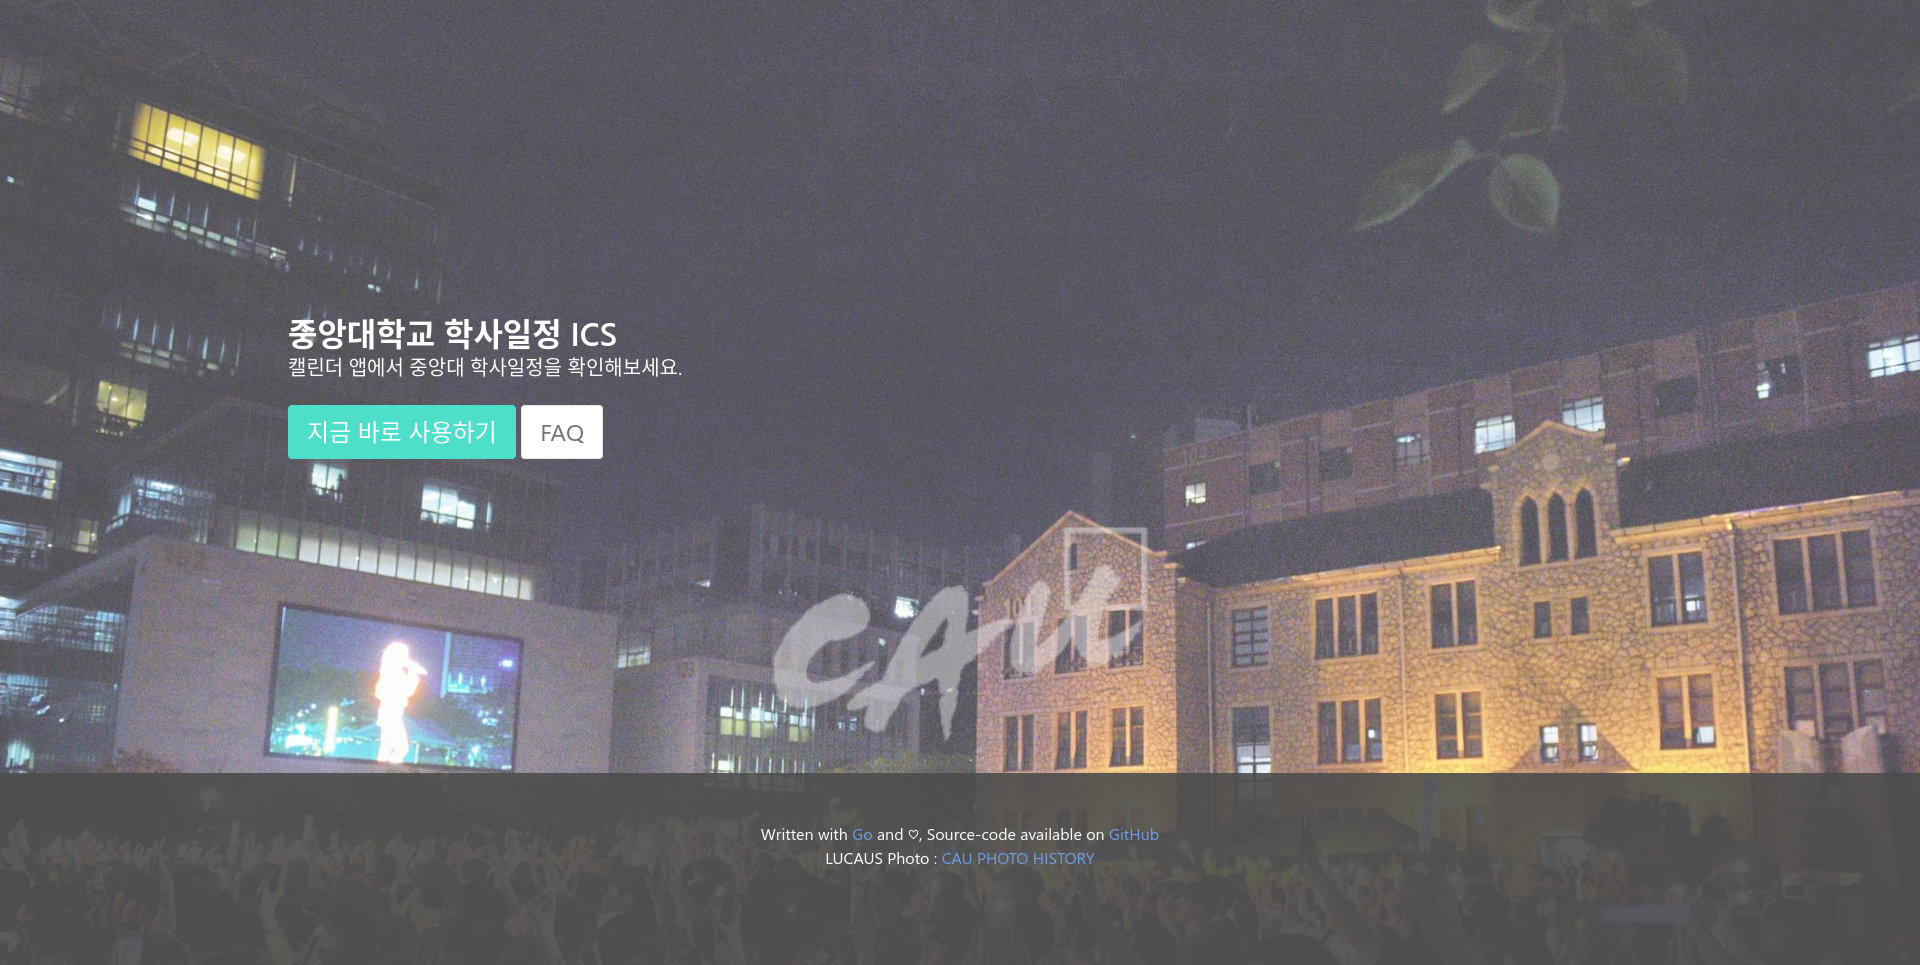 중앙대학교 학사일정 ICS
캘린더 앱에서 중앙대 학사일정을 확인해보세요.
지금 바로 사용하기
FAQ
CAU
Written with Go and ♡, Source-code available on GitHub
LUCAUS Photo : CAU PHOTO HISTORY